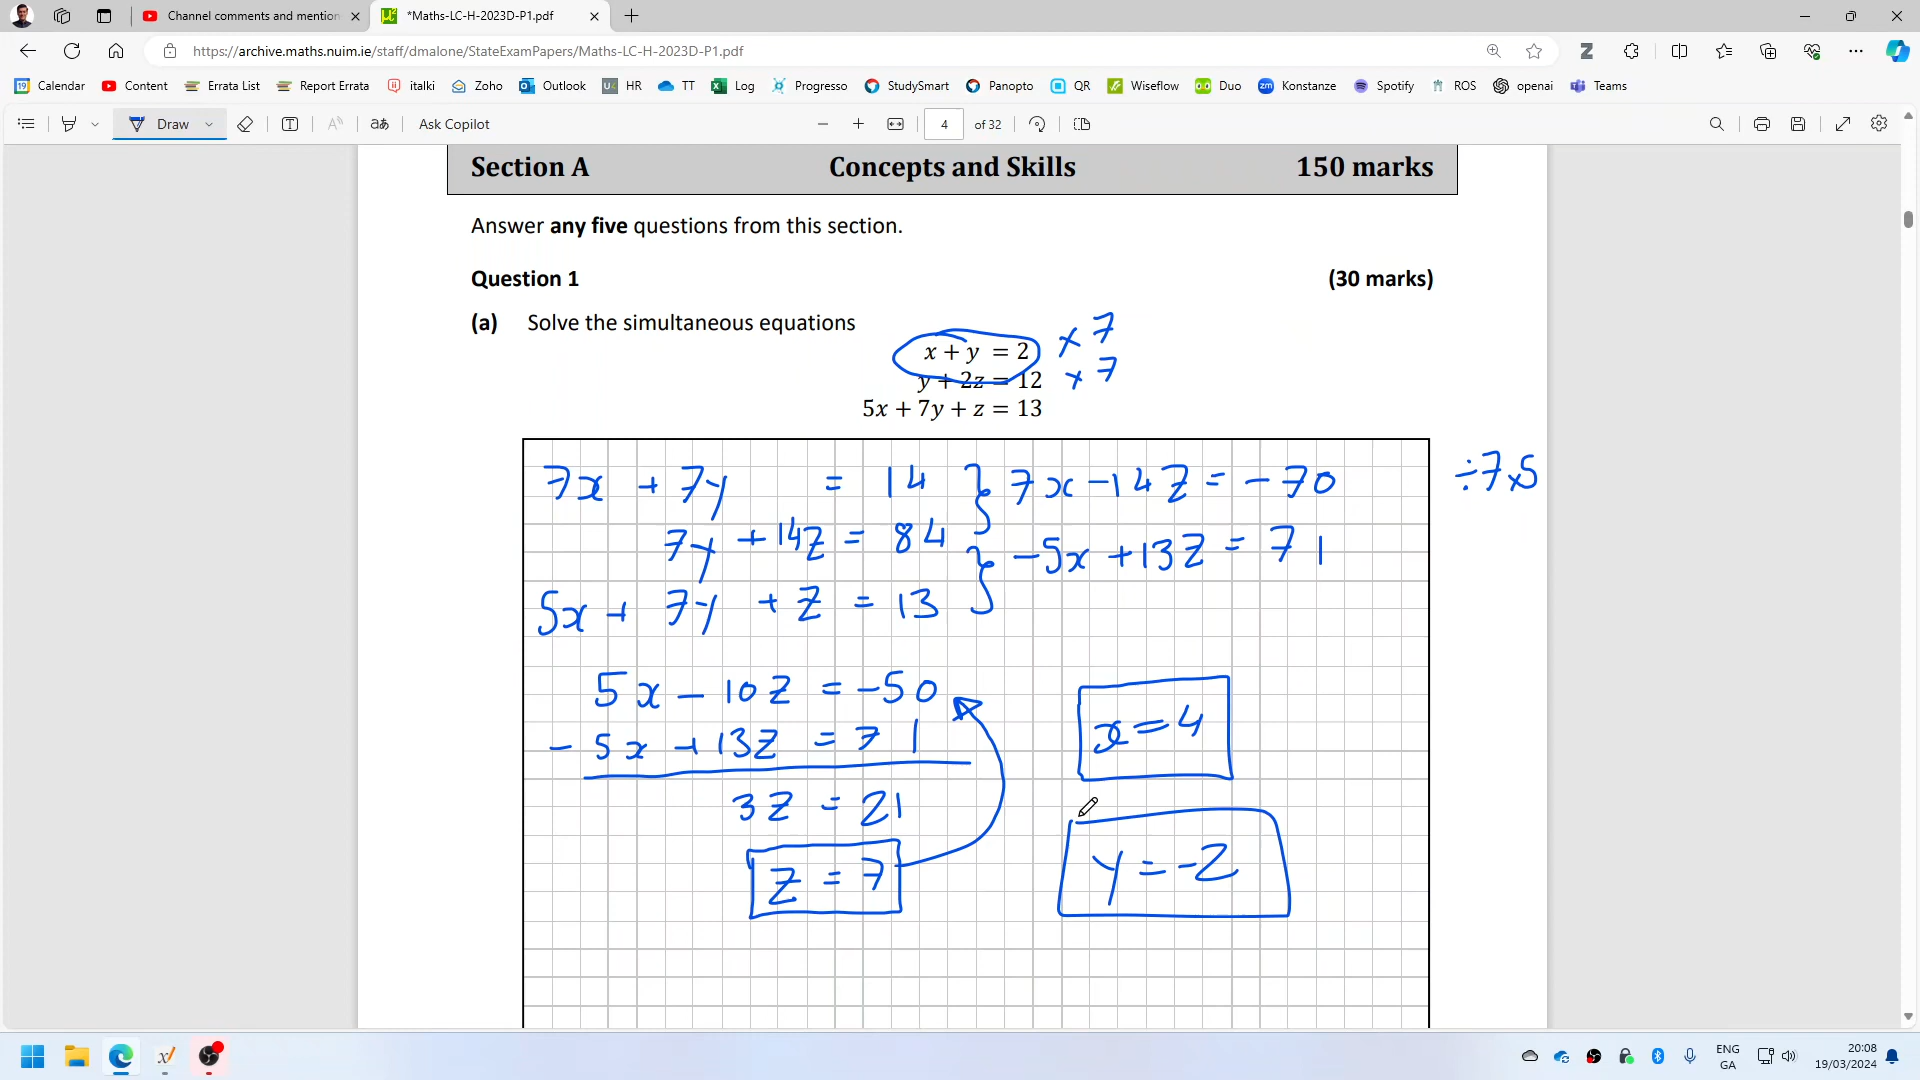 Channel comments and mention
*Maths-LC-H-2023D-P1.pdf
https://archive.maths.nuim.ie/staff/dmalone/StateExamPapers/Maths-LC-H-2023D-P1.pdf
Calendar Content Errata List Report Errata italki Zoho Outlook HR TT Log Progresso StudySmart Panopto QR Wiseflow Duo Konstanze Spotify ROS openai Teams
Draw Ask Copilot 4 of 32
Section A Concepts and Skills 150 marks
Answer any five questions from this section.
Question 1 (30 marks)
(a) Solve the simultaneous equations
x + y = 2 × 7
y + 2z = 12 × 7
5x + 7y + z = 13
7x + 7y = 14 } 7x - 14z = -70 ÷7×5
7y + 14z = 84
} -5x + 13z = 71
5x + 7y + z = 13
5x - 10z = -50
- 5x + 13z = 71
x = 4
3z = 21
z = 7
y = -2
ENG
GA
20:08
19/03/2024